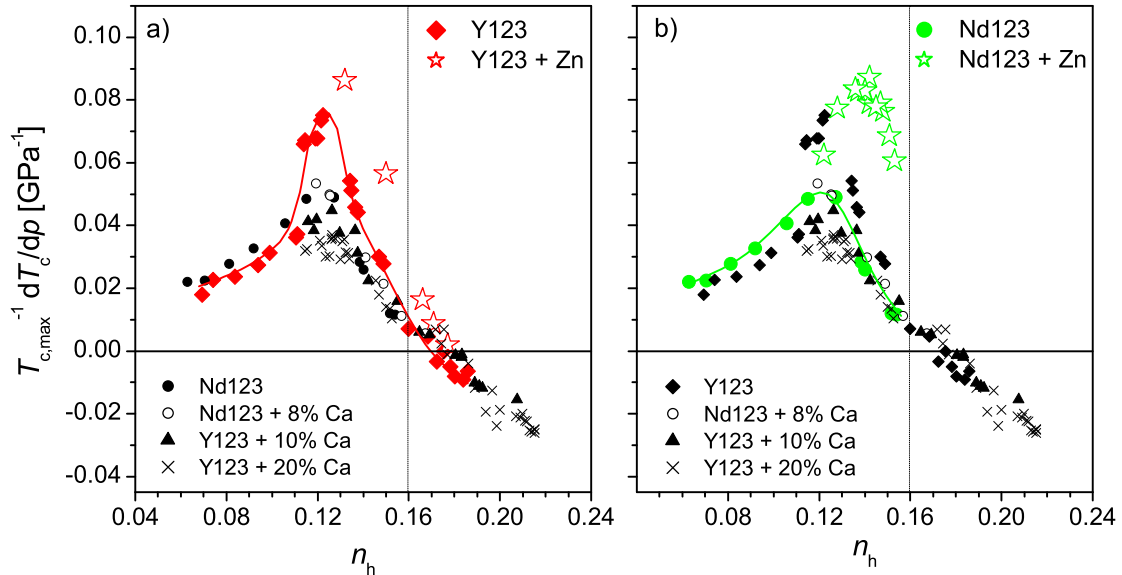 a)
Y123
Y123 + Zn
Nd123
Nd123 + 8% Ca
Y123 + 10% Ca
Y123 + 20% Ca
0.10
0.08
0.06
0.04
0.02
0.00
-0.02
-0.04
0.04 0.08 0.12 0.16 0.20 0.24
n_h
T_c,max^-1 dT_c/dp [GPa^-1]
b)
Nd123
Nd123 + Zn
Y123
Nd123 + 8% Ca
Y123 + 10% Ca
Y123 + 20% Ca
0.08 0.12 0.16 0.20 0.24
n_h